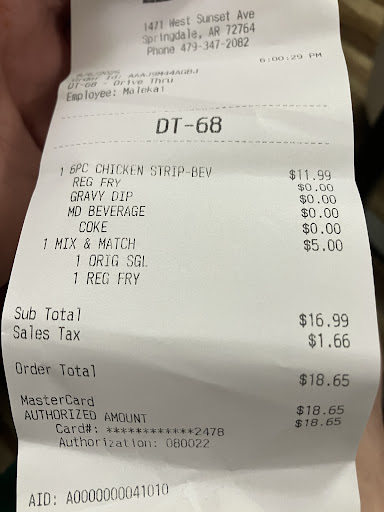 1471 West Sunset Ave
Springdale, AR 72764
Phone 479-347-2082
6:00:29 PM
Order Id: AAAJ9M44AGBJ
DT-68 - Drive Thru
Employee: Malokai
DT-68
1 6PC CHICKEN STRIP-BEV $11.99
REG FRY $0.00
GRAVY DIP $0.00
MD BEVERAGE $0.00
COKE $0.00
1 MIX & MATCH $5.00
1 ORIG SGL
1 REG FRY
Sub Total $16.99
Sales Tax $1.66
Order Total $18.65
MasterCard $18.65
AUTHORIZED AMOUNT $18.65
Card#: ************2478
Authorization: 080022
AID: A0000000041010